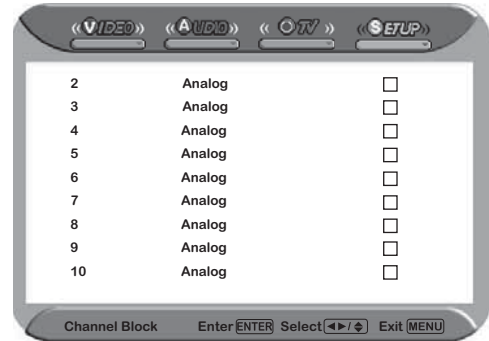 VIDEO AUDIO TV SETUP
2 Analog
3 Analog
4 Analog
5 Analog
6 Analog
7 Analog
8 Analog
9 Analog
10 Analog
Channel Block Enter ENTER Select ◄►/▲▼ Exit MENU